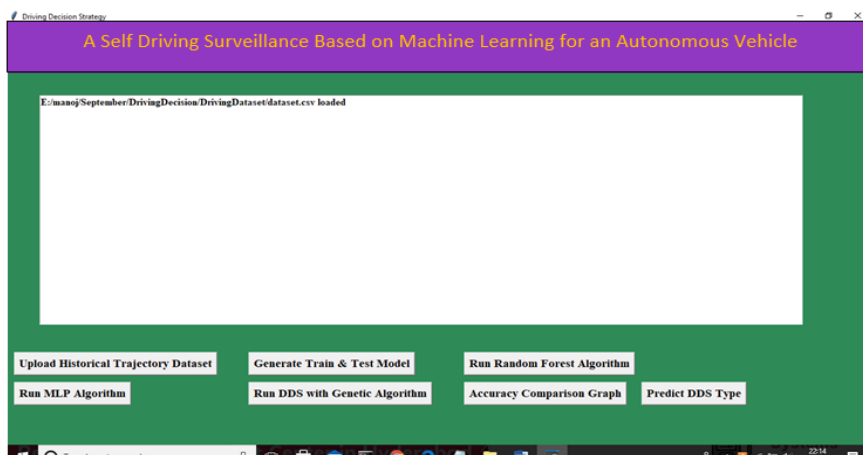 Driving Decision Strategy
A Self Driving Surveillance Based on Machine Learning for an Autonomous Vehicle
E:/manoj/September/DrivingDecision/DrivingDataset/dataset.csv loaded
Upload Historical Trajectory Dataset
Generate Train & Test Model
Run Random Forest Algorithm
Run MLP Algorithm
Run DDS with Genetic Algorithm
Accuracy Comparison Graph
Predict DDS Type
22:14